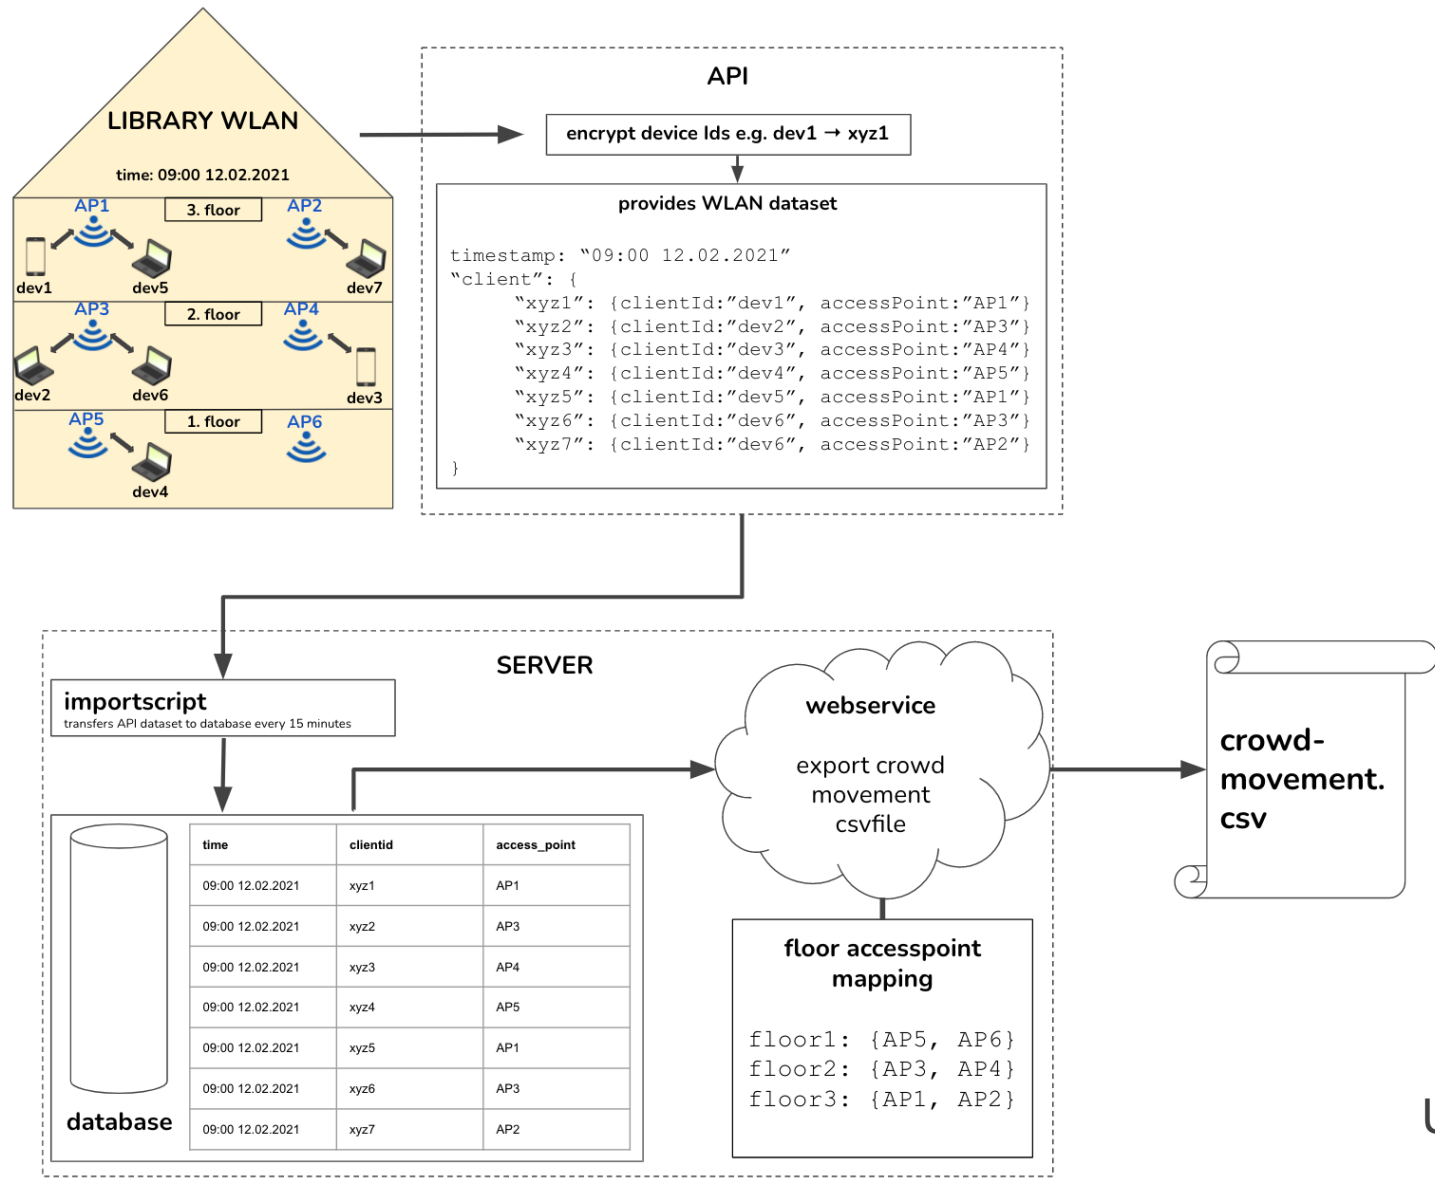 LIBRARY WLAN
time: 09:00 12.02.2021
AP1
3. floor
AP2
dev1
dev5
dev7
AP3
2. floor
AP4
dev2
dev6
dev3
AP5
1. floor
AP6
dev4
API
encrypt device Ids e.g. dev1 → xyz1
provides WLAN dataset
timestamp: “09:00 12.02.2021”
“client”: {
“xyz1”: {clientId:”dev1”, accessPoint:”AP1”}
“xyz2”: {clientId:”dev2”, accessPoint:”AP3”}
“xyz3”: {clientId:”dev3”, accessPoint:”AP4”}
“xyz4”: {clientId:”dev4”, accessPoint:”AP5”}
“xyz5”: {clientId:”dev5”, accessPoint:”AP1”}
“xyz6”: {clientId:”dev6”, accessPoint:”AP3”}
“xyz7”: {clientId:”dev6”, accessPoint:”AP2”}
}
SERVER
importscript
transfers API dataset to database every 15 minutes
database
time clientid access_point
09:00 12.02.2021 xyz1 AP1
09:00 12.02.2021 xyz2 AP3
09:00 12.02.2021 xyz3 AP4
09:00 12.02.2021 xyz4 AP5
09:00 12.02.2021 xyz5 AP1
09:00 12.02.2021 xyz6 AP3
09:00 12.02.2021 xyz7 AP2
webservice
export crowd
movement
csvfile
floor accesspoint
mapping
floor1: {AP5, AP6}
floor2: {AP3, AP4}
floor3: {AP1, AP2}
crowd-
movement.
csv